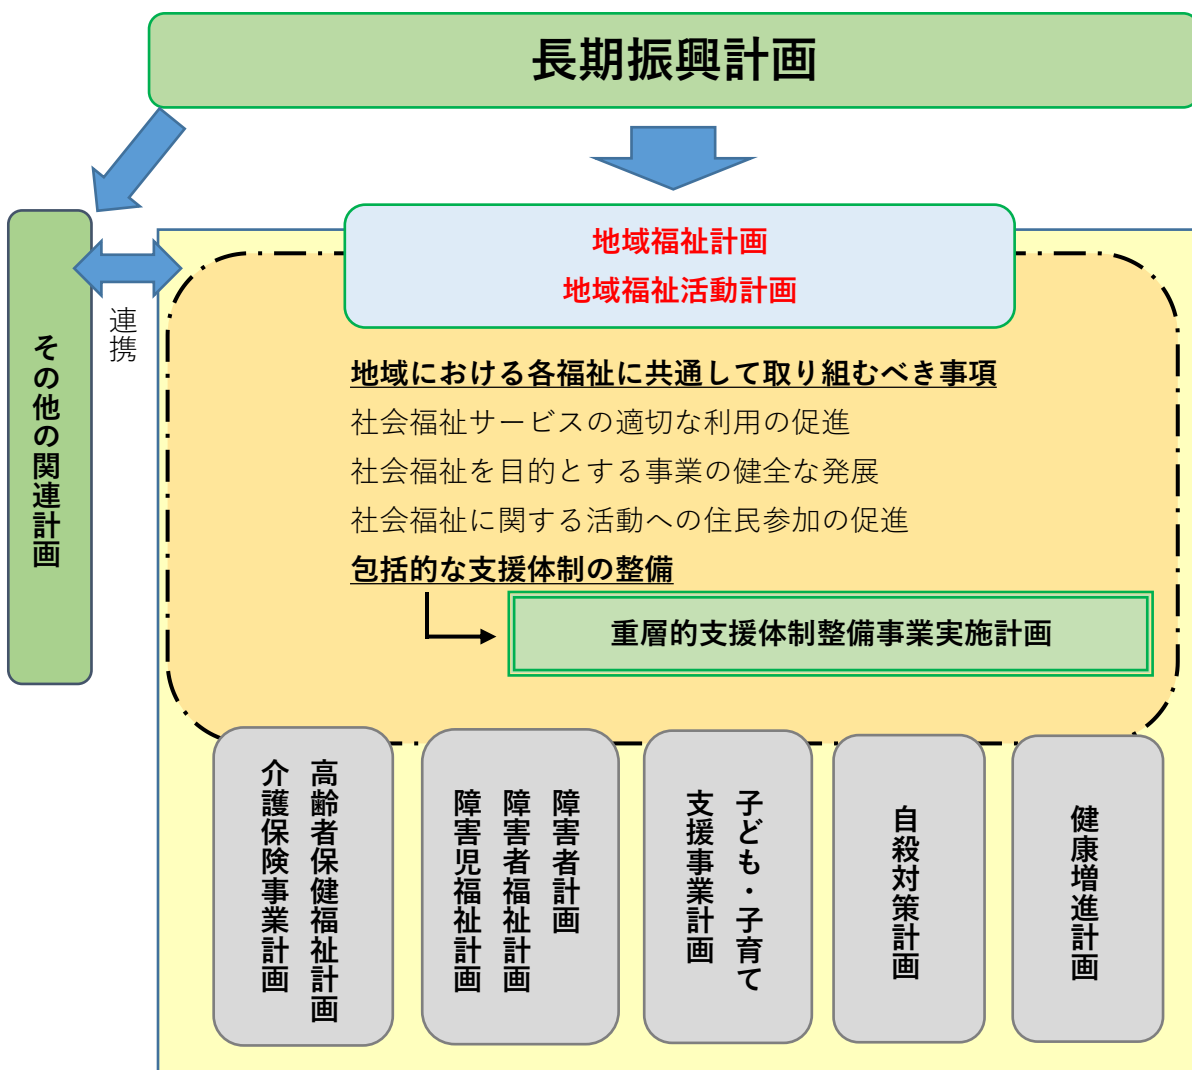 長期振興計画
地域福祉計画
地域福祉活動計画
連携
その他の関連計画
地域における各福祉に共通して取り組むべき事項
社会福祉サービスの適切な利用の促進
社会福祉を目的とする事業の健全な発展
社会福祉に関する活動への住民参加の促進
包括的な支援体制の整備
重層的支援体制整備事業実施計画
高齢者保健福祉計画
介護保険事業計画
障害者計画
障害者福祉計画
障害児福祉計画
子ども・子育て
支援事業計画
自殺対策計画
健康増進計画